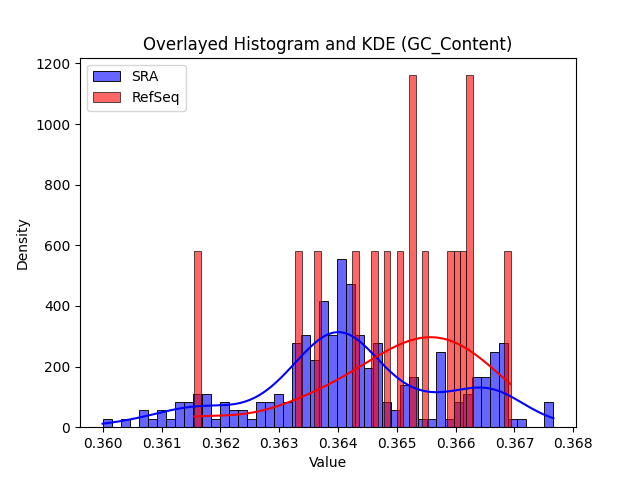 Overlayed Histogram and KDE (GC_Content)
SRA
RefSeq
1200
1000
800
600
400
200
0
Density
0.360 0.361 0.362 0.363 0.364 0.365 0.366 0.367 0.368
Value